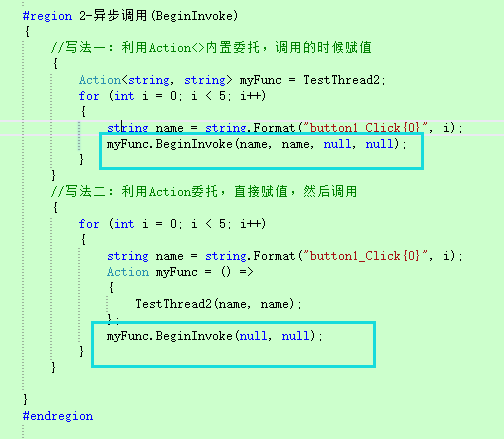 #region 2-异步调用(BeginInvoke)
{
//写法一：利用Action<>内置委托，调用的时候赋值
{
Action<string, string> myFunc = TestThread2;
for (int i = 0; i < 5; i++)
{
string name = string.Format("button1_Click{0}", i);
myFunc.BeginInvoke(name, name, null, null);
}
}
//写法二：利用Action委托，直接赋值，然后调用
{
for (int i = 0; i < 5; i++)
{
string name = string.Format("button1_Click{0}", i);
Action myFunc = () =>
{
TestThread2(name, name);
};
myFunc.BeginInvoke(null, null);
}
}
}
#endregion